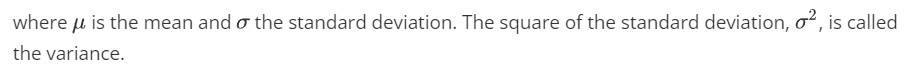 where μ is the mean and σ the standard deviation. The square of the standard deviation, σ², is called
the variance.